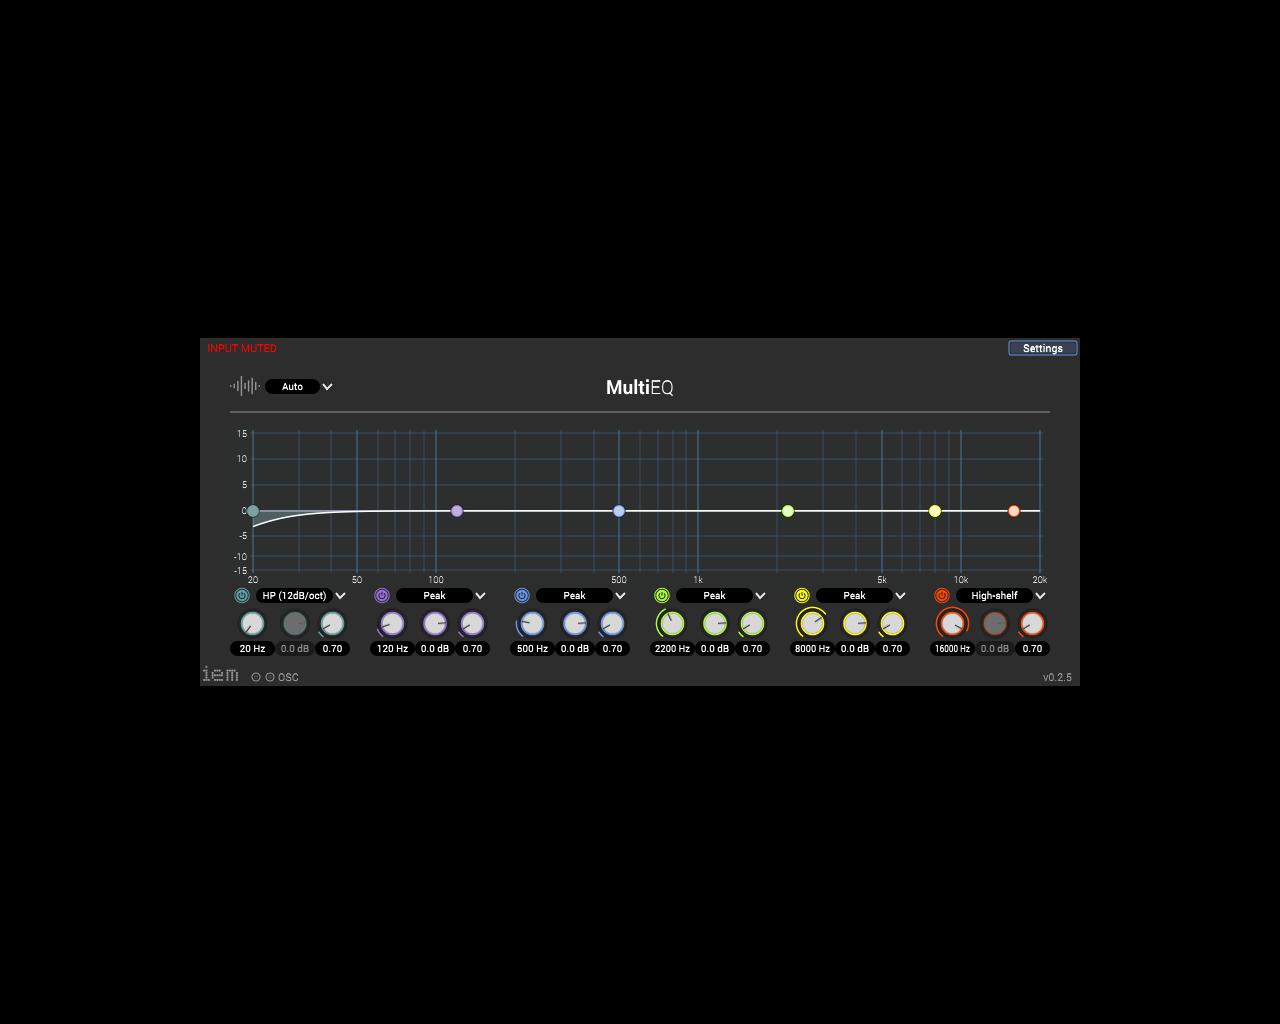 INPUT MUTED Settings
Auto MultiEQ
15
10
5
0
-5
-10
-15
20 50 100 500 1k 5k 10k 20k
HP (12dB/oct) Peak Peak Peak Peak High-shelf
20 Hz 0.0 dB 0.70 120 Hz 0.0 dB 0.70 500 Hz 0.0 dB 0.70 2200 Hz 0.0 dB 0.70 8000 Hz 0.0 dB 0.70 16000 Hz 0.0 dB 0.70
iem OSC v0.2.5